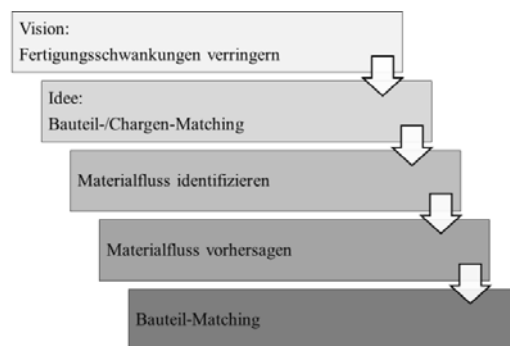 Vision:
Fertigungsschwankungen verringern
Idee:
Bauteil-/Chargen-Matching
Materialfluss identifizieren
Materialfluss vorhersagen
Bauteil-Matching